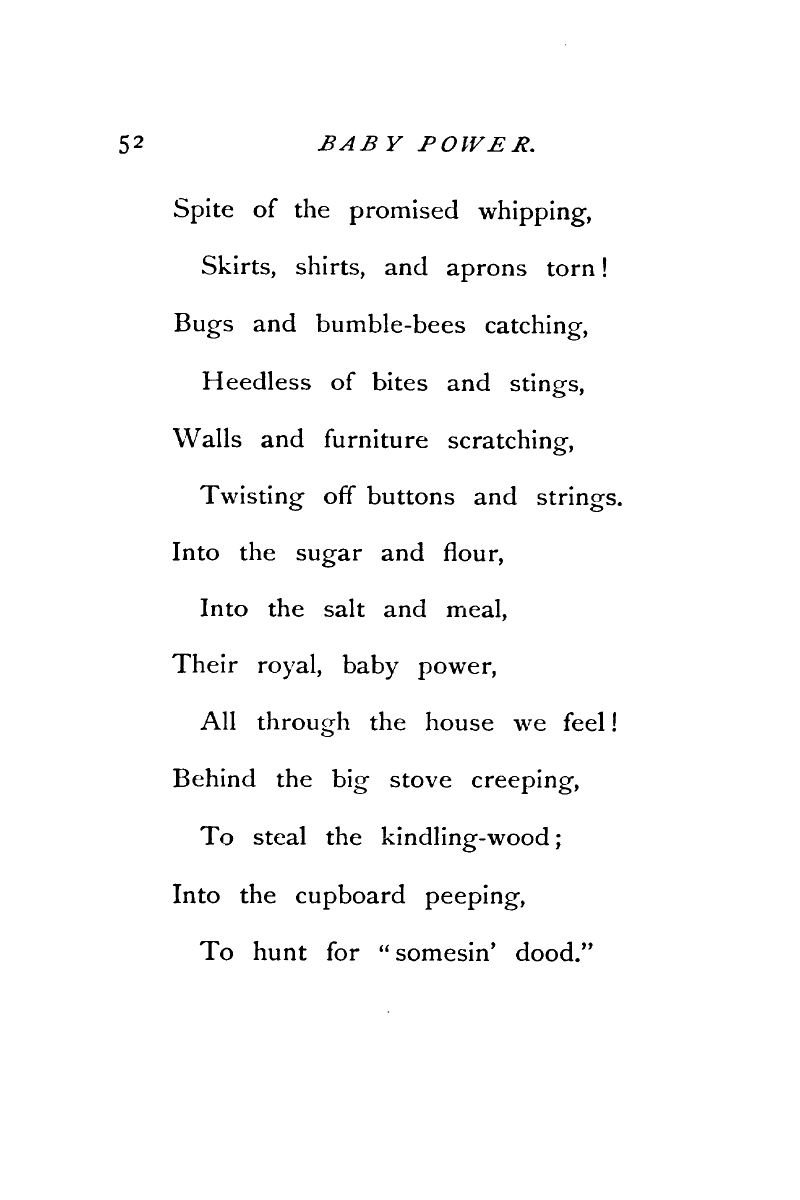 52 BABY POWER.
Spite of the promised whipping,
Skirts, shirts, and aprons torn!
Bugs and bumble-bees catching,
Heedless of bites and stings,
Walls and furniture scratching,
Twisting off buttons and strings.
Into the sugar and flour,
Into the salt and meal,
Their royal, baby power,
All through the house we feel!
Behind the big stove creeping,
To steal the kindling-wood;
Into the cupboard peeping,
To hunt for "somesin' dood."